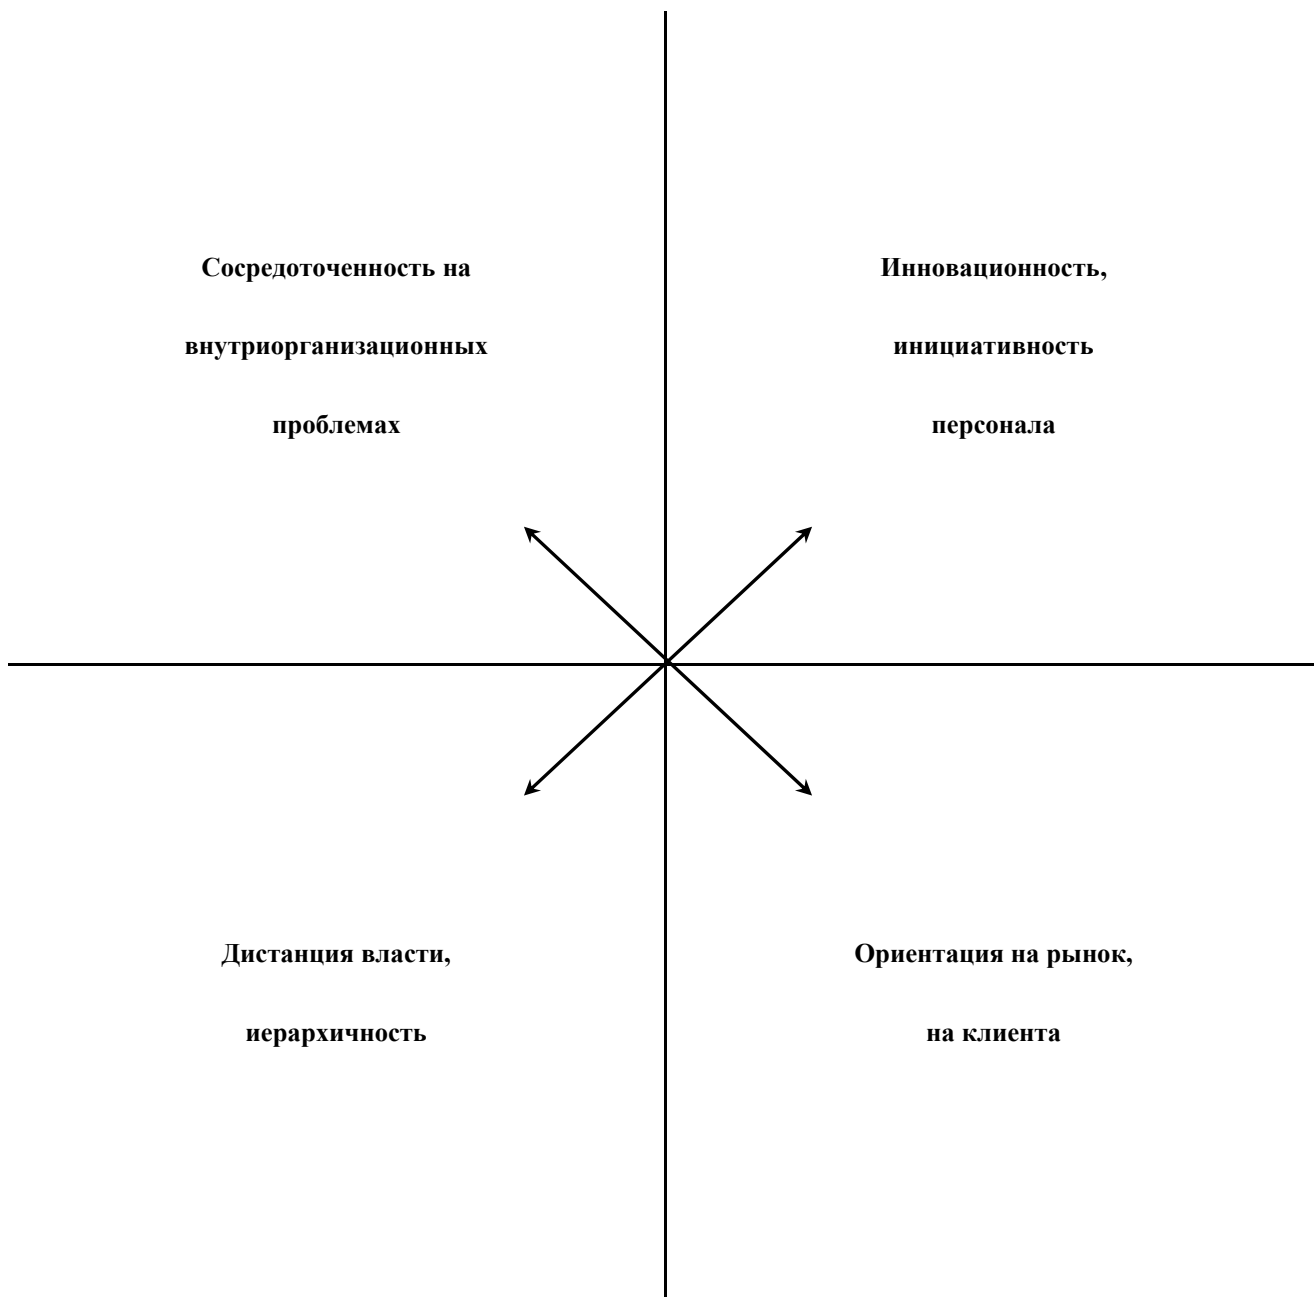 Сосредоточенность на
внутриорганизационных
проблемах
Инновационность,
инициативность
персонала
Дистанция власти,
иерархичность
Ориентация на рынок,
на клиента